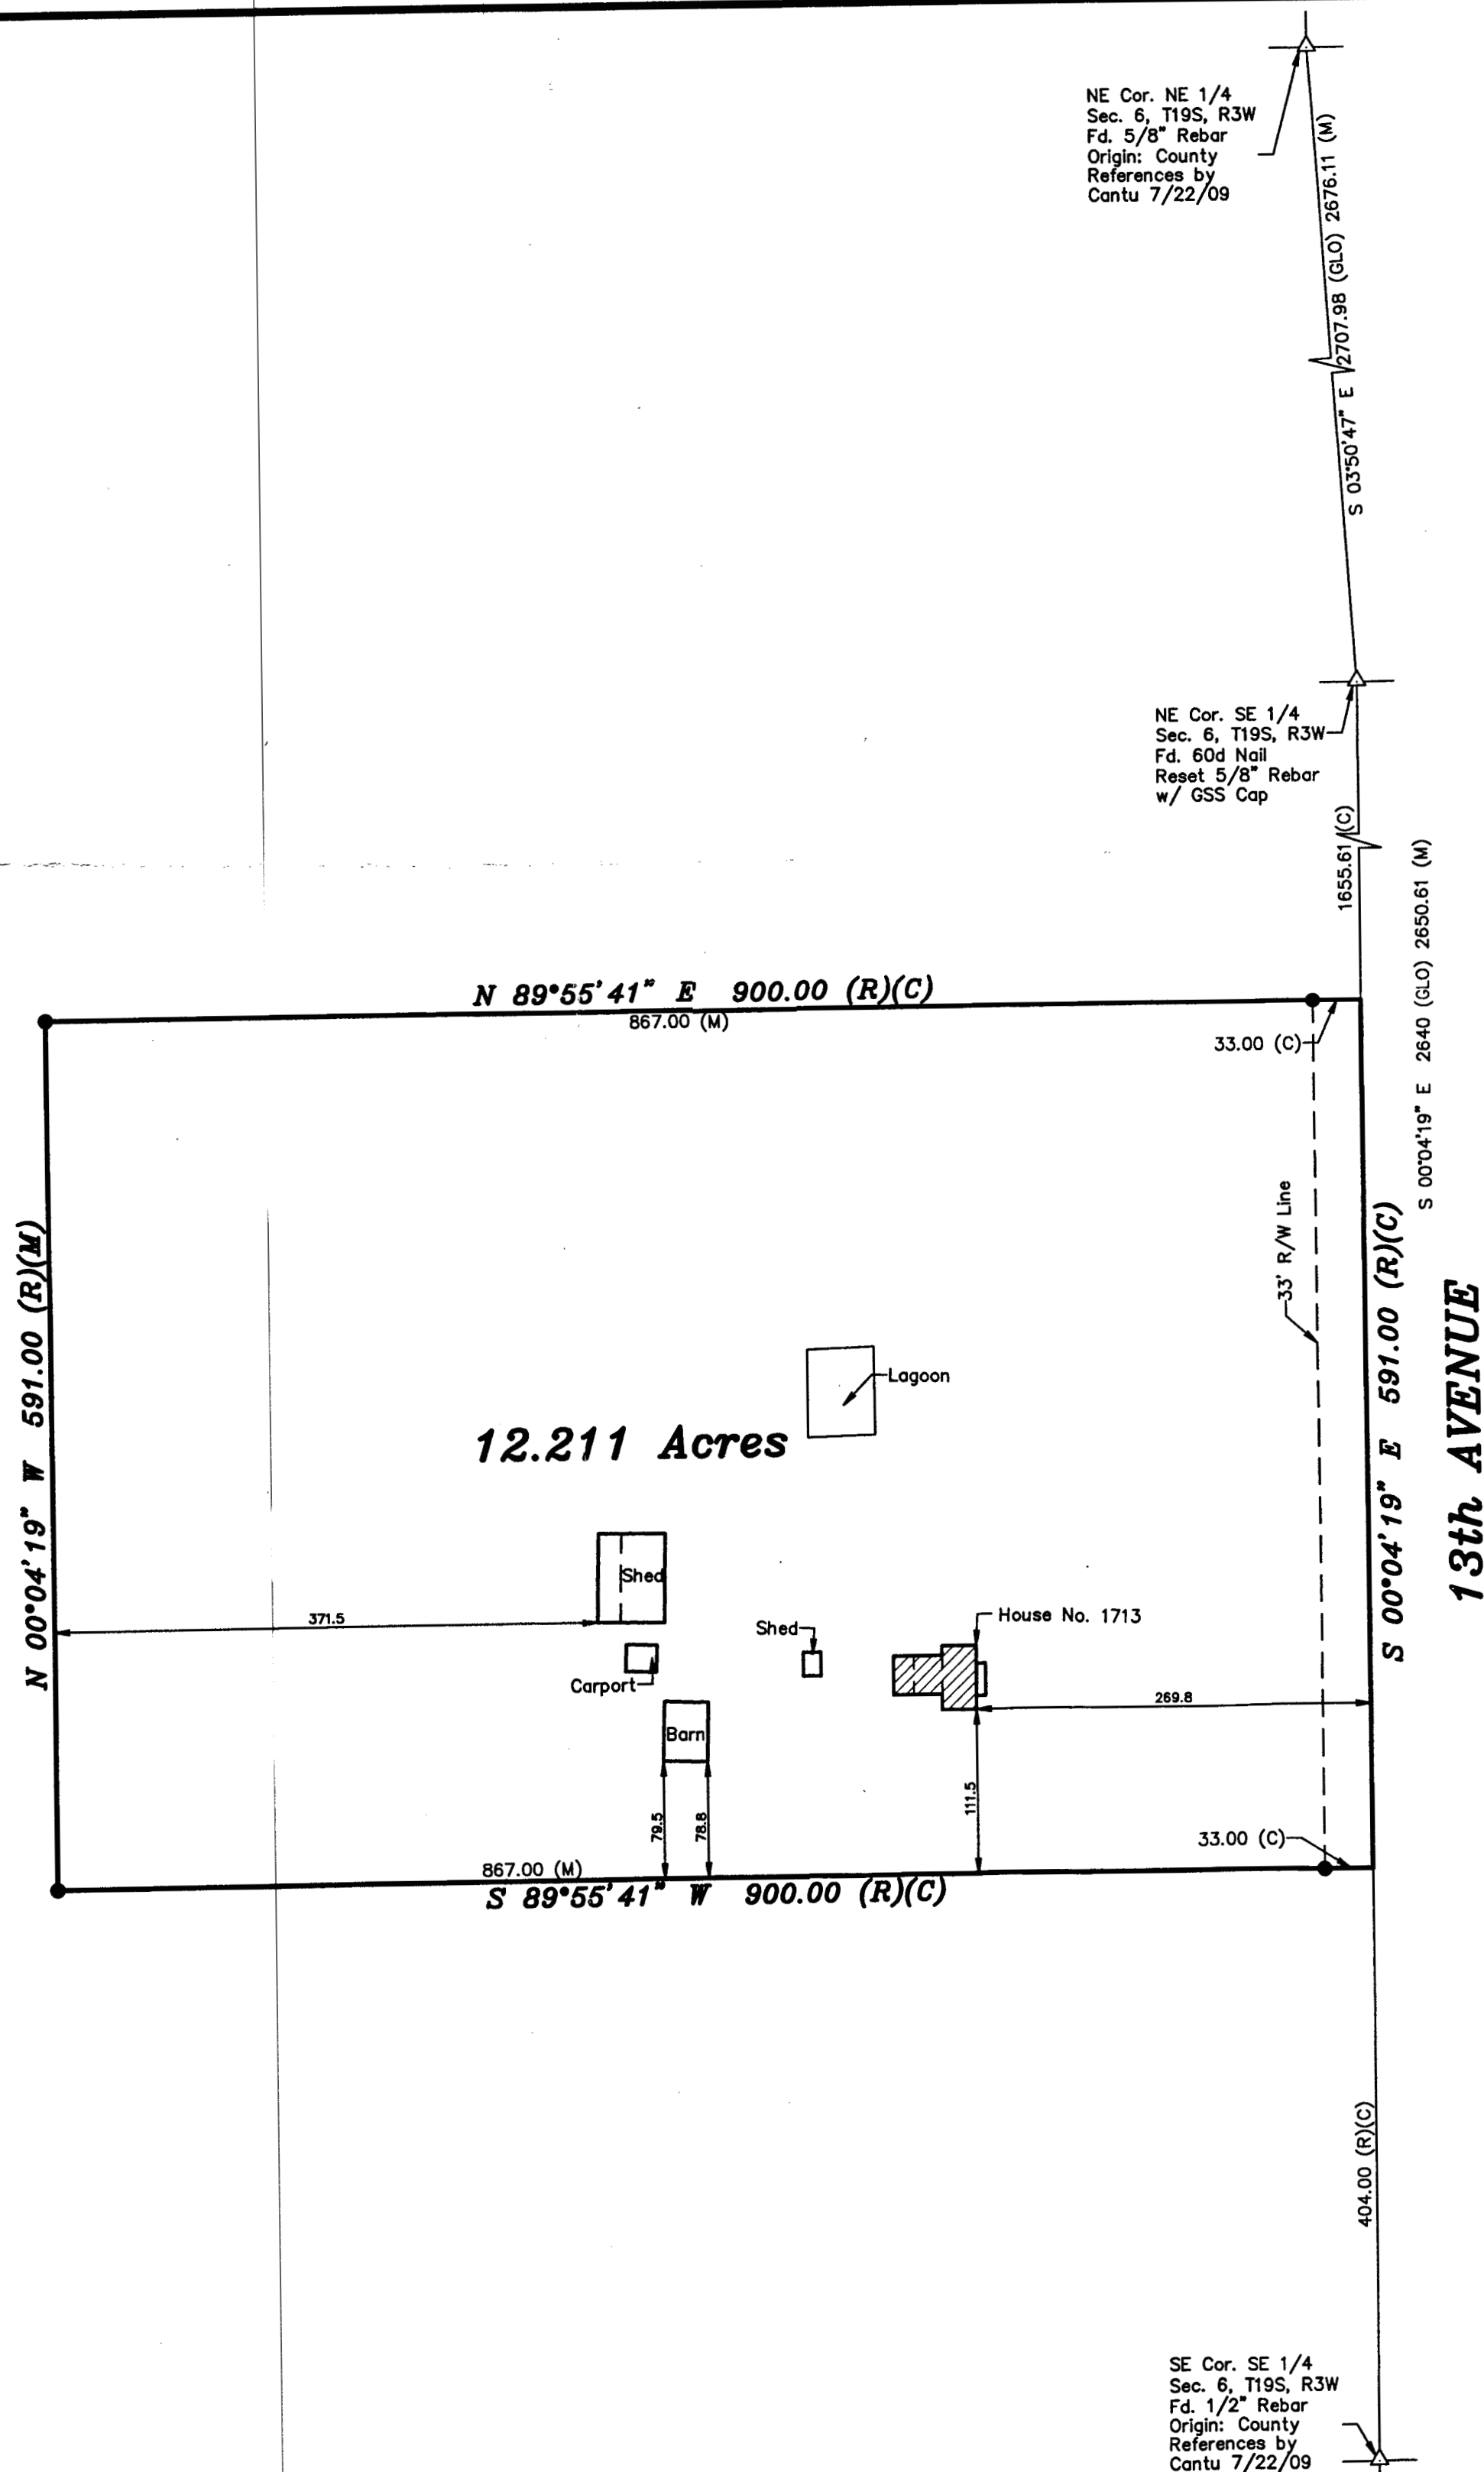 NE Cor. NE 1/4
Sec. 6, T19S, R3W
Fd. 5/8" Rebar
Origin: County
References by
Cantu 7/22/09
S 03°50'47" E 2707.98 (GLO) 2676.11 (M)
NE Cor. SE 1/4
Sec. 6, T19S, R3W
Fd. 60d Nail
Reset 5/8" Rebar
w/ GSS Cap
1655.61 (C)
S 00°04'19" E 2640 (GLO) 2650.61 (M)
N 89°55'41" E 900.00 (R)(C)
867.00 (M)
33.00 (C)
33' R/W Line
N 00°04'19" W 591.00 (R)(M)
S 00°04'19" E 591.00 (R)(C)
13th AVENUE
Lagoon
12.211 Acres
Shed
371.5
Shed
House No. 1713
Carport
269.8
Barn
79.5
78.8
111.5
33.00 (C)
867.00 (M)
S 89°55'41" W 900.00 (R)(C)
404.00 (R)(C)
SE Cor. SE 1/4
Sec. 6, T19S, R3W
Fd. 1/2" Rebar
Origin: County
References by
Cantu 7/22/09